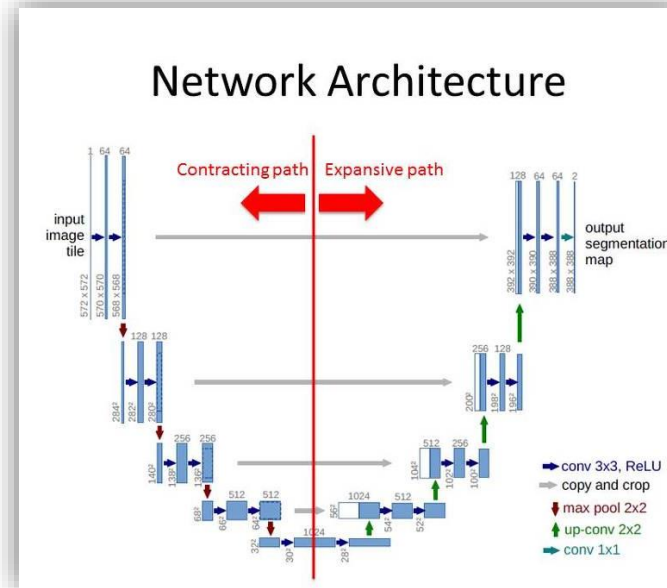 Network Architecture
Contracting path
Expansive path
1 64 64
input
image
tile
572 x 572
570 x 570
568 x 568
128 128
284²
282²
280²
256 256
140²
138²
136²
512 512
68²
66²
64²
1024
32²
30²
28²
1024 512
56²
54²
52²
512 256
104²
102²
100²
256 128
200²
198²
196²
128 64 64 2
392 x 392
390 x 390
388 x 388
388 x 388
output
segmentation
map
conv 3x3, ReLU
copy and crop
max pool 2x2
up-conv 2x2
conv 1x1